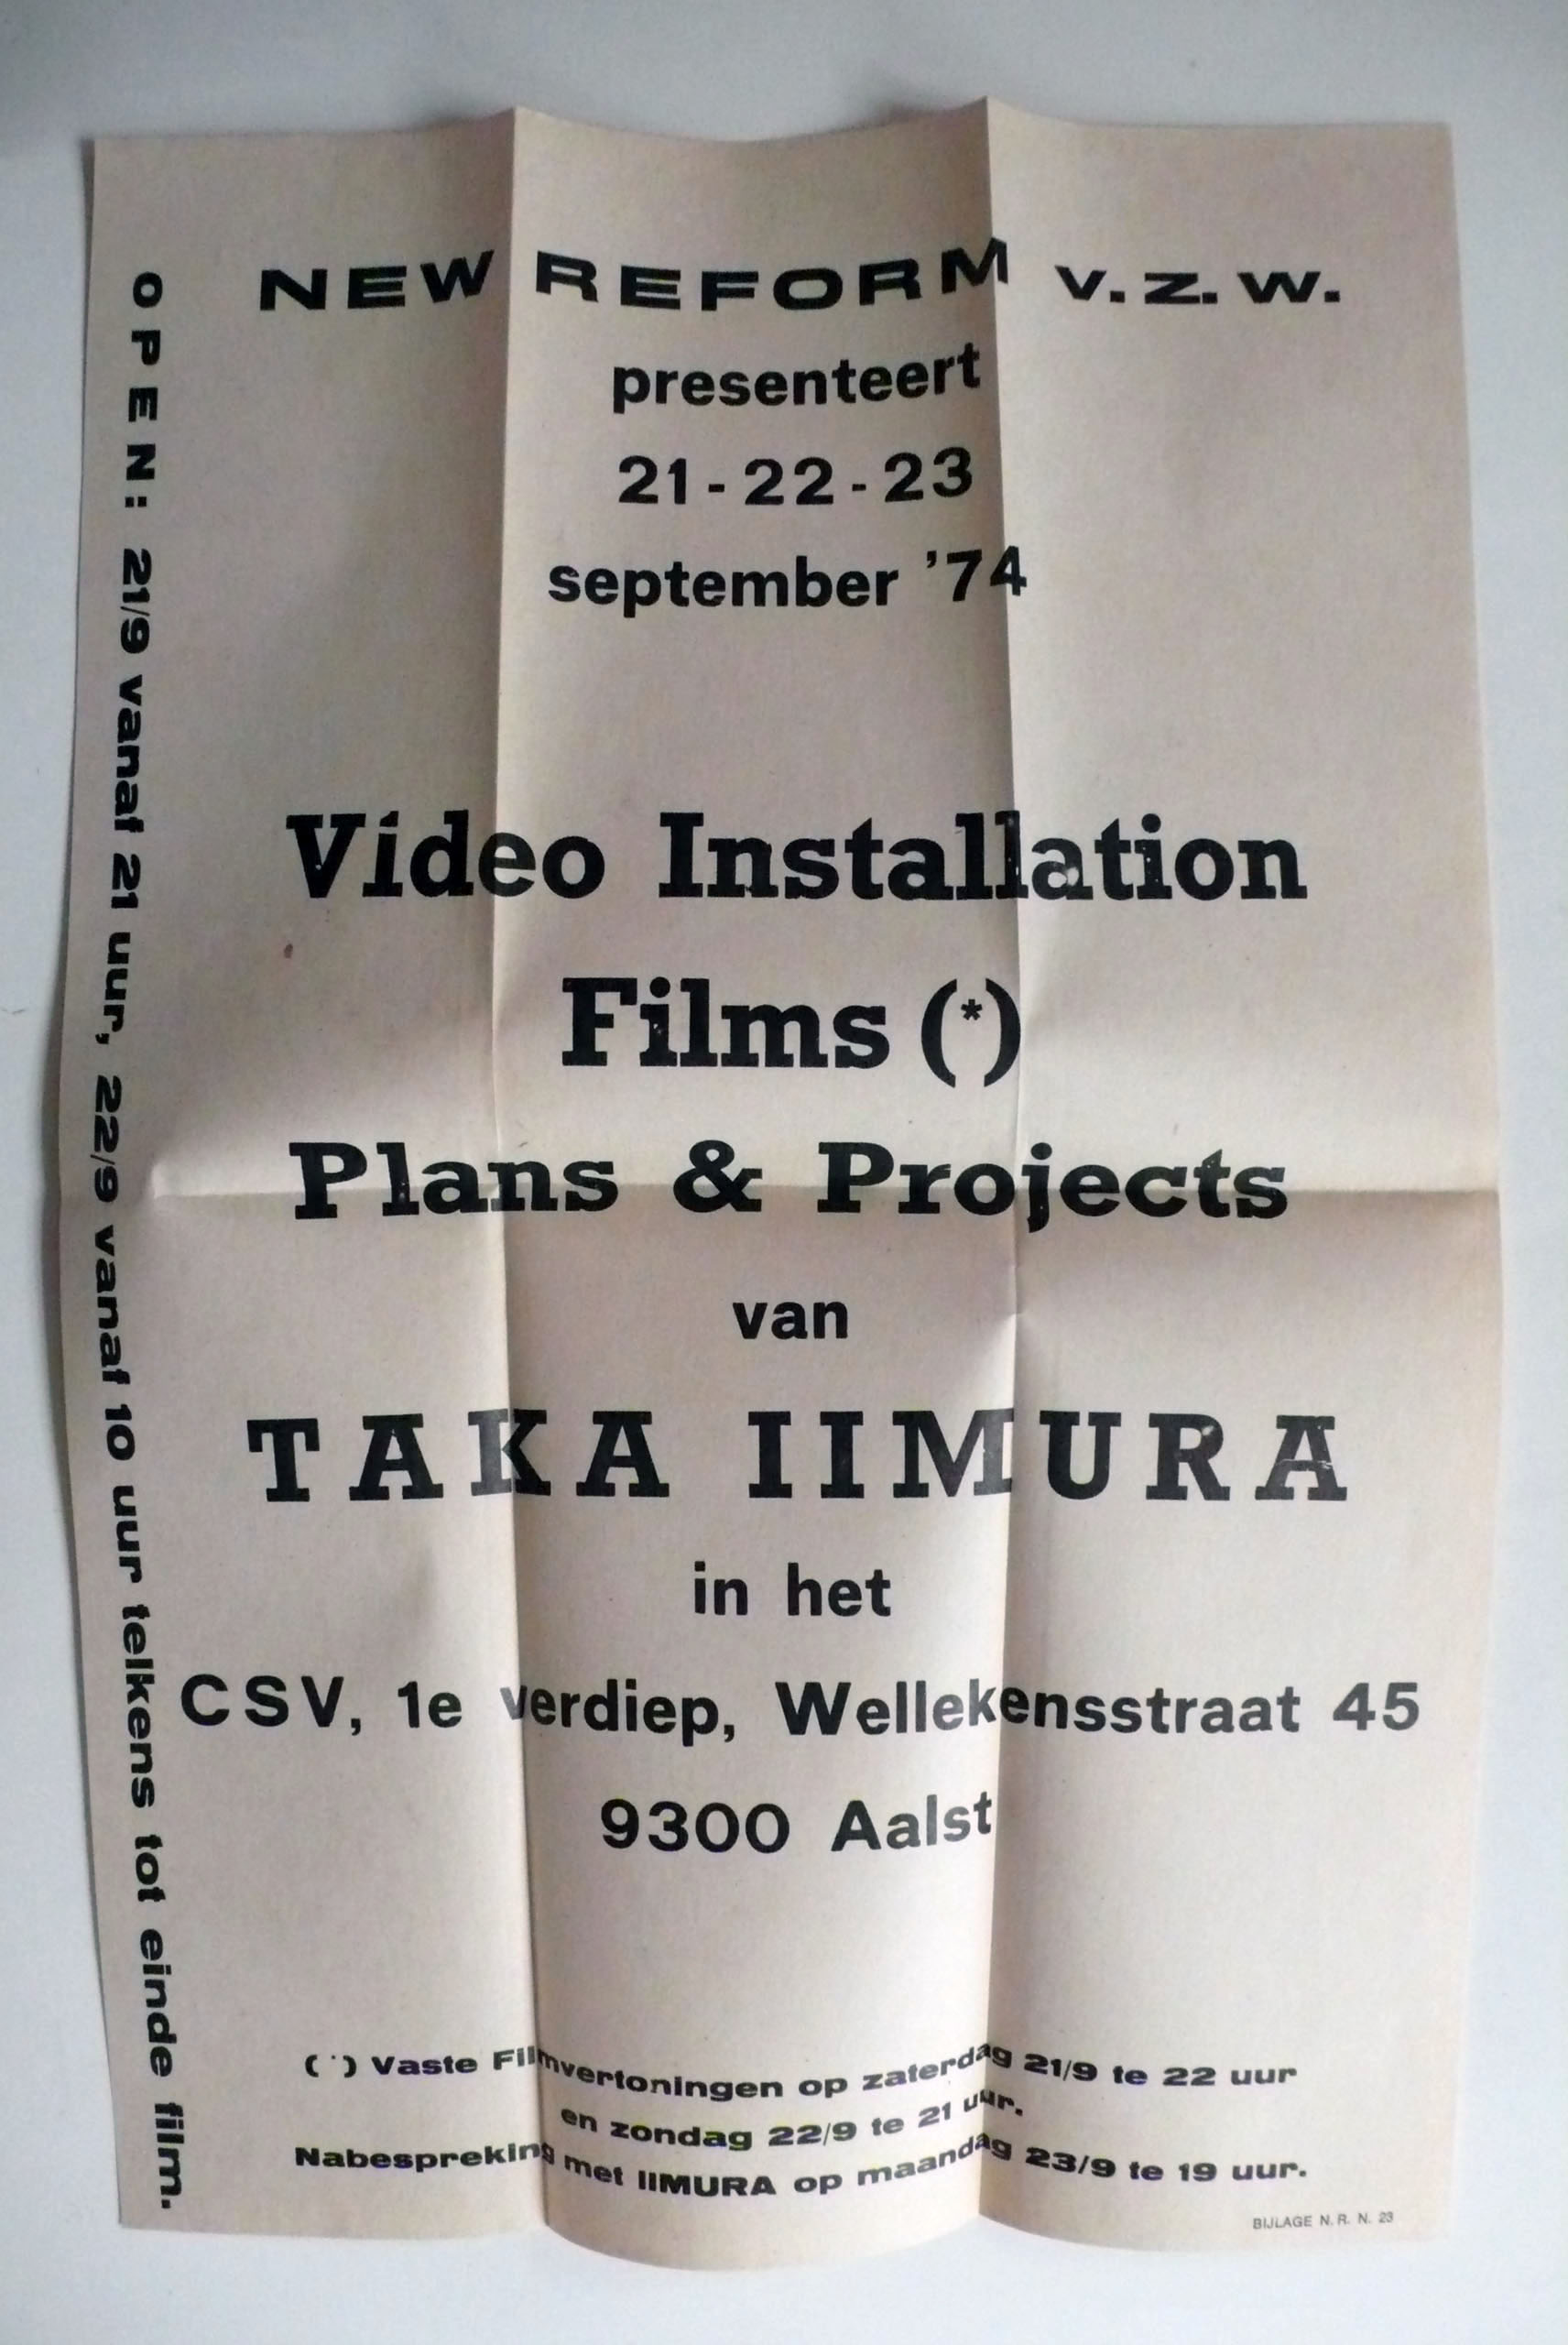 NEW REFORM v.z.w.
presenteert
21-22-23
september '74
Video Installation
Films (*)
Plans & Projects
van
TAKA IIMURA
in het
CSV, 1e verdiep, Wellekensstraat 45
9300 Aalst
(*) Vaste Filmvertoningen op zaterdag 21/9 te 22 uur
en zondag 22/9 te 21 uur.
Nabespreking met IIMURA op maandag 23/9 te 19 uur.
BIJLAGE N. R. N. 23
OPEN: 21/9 vanaf 21 uur, 22/9 vanaf 10 uur telkens tot einde film.